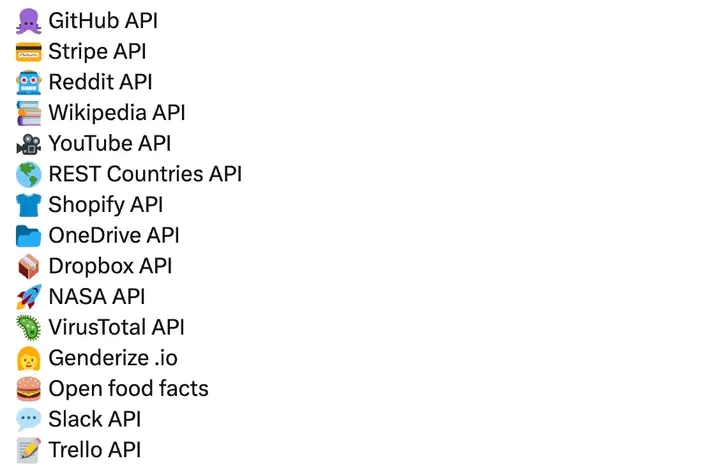 🐙 GitHub API
💳 Stripe API
🤖 Reddit API
📚 Wikipedia API
🎥 YouTube API
🌎 REST Countries API
👕 Shopify API
📂 OneDrive API
📦 Dropbox API
🚀 NASA API
🦠 VirusTotal API
👩 Genderize .io
🍔 Open food facts
💬 Slack API
📝 Trello API